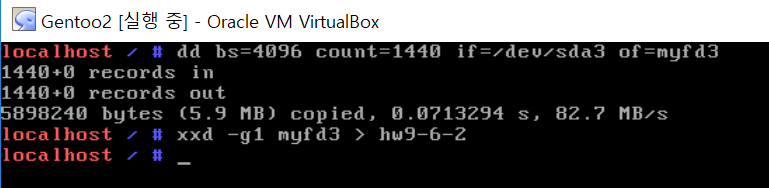 Gentoo2 [실행 중] - Oracle VM VirtualBox
localhost / # dd bs=4096 count=1440 if=/dev/sda3 of=myfd3
1440+0 records in
1440+0 records out
5898240 bytes (5.9 MB) copied, 0.0713294 s, 82.7 MB/s
localhost / # xxd -g1 myfd3 > hw9-6-2
localhost / # _